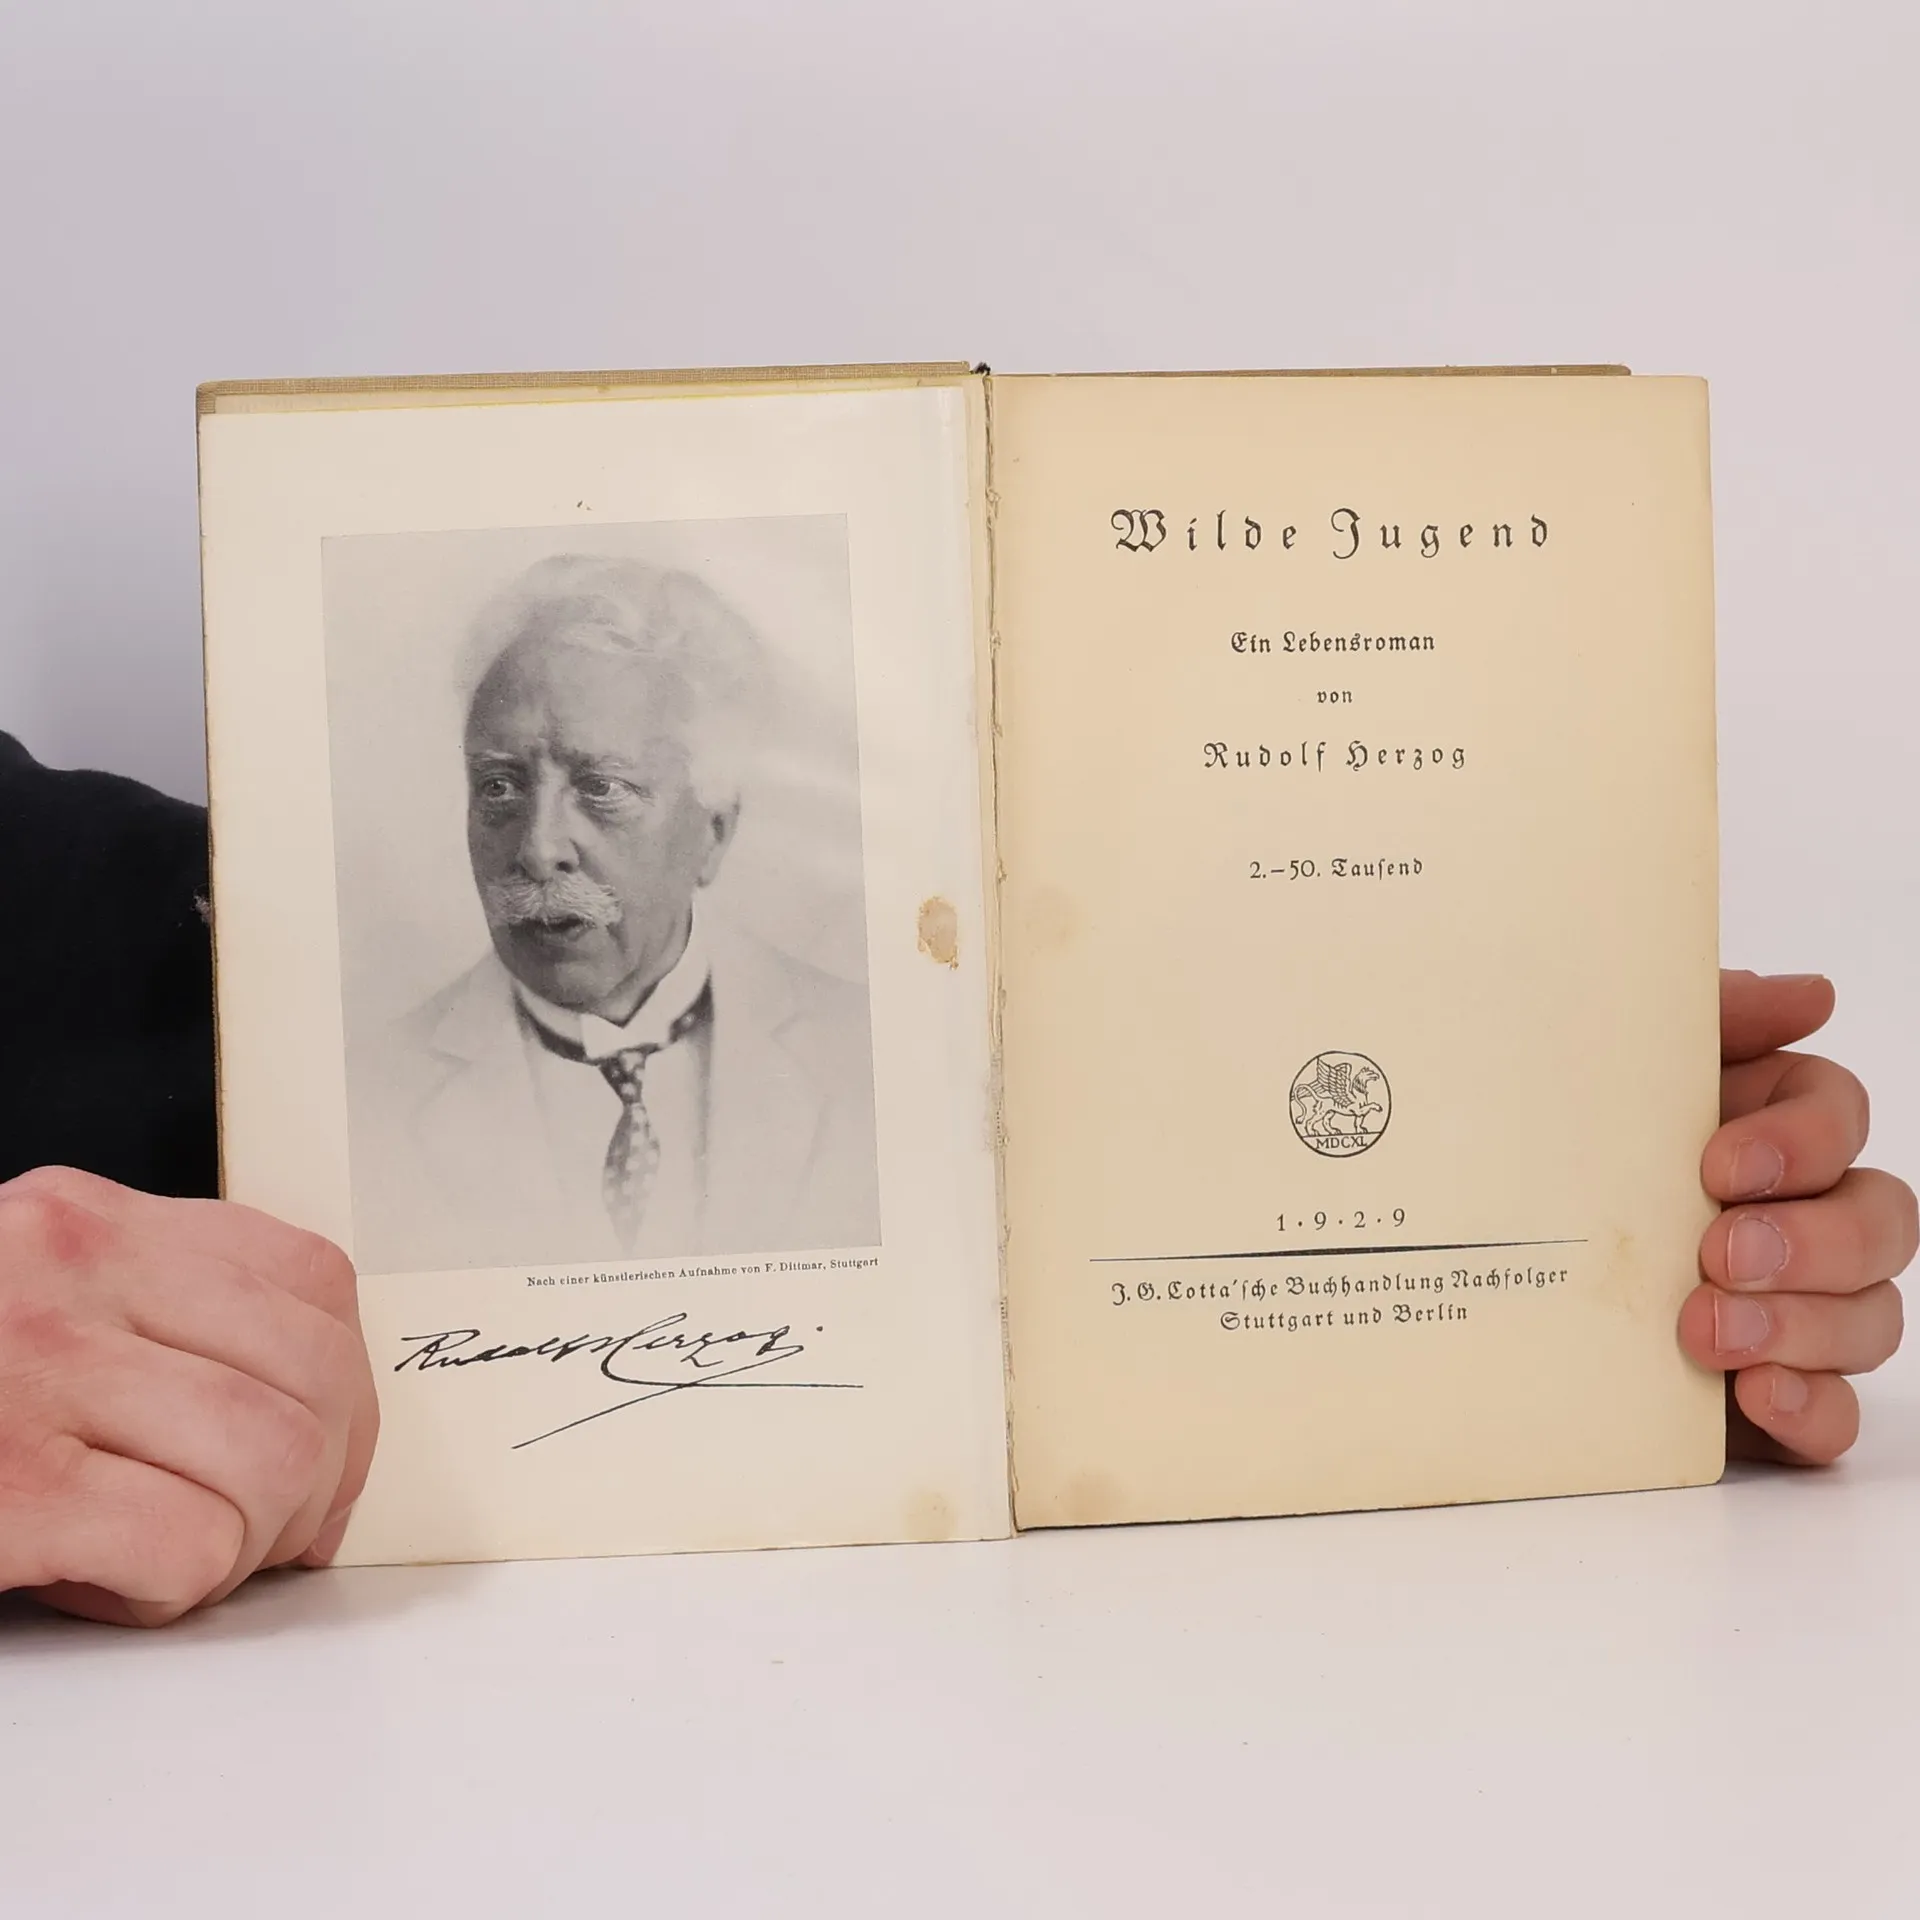 Nach einer künstlerischen Aufnahme von F. Dittmar, Stuttgart
Rudolf Herzog.
Wilde Jugend
Ein Lebensroman
von
Rudolf Herzog
2.–50. Tauſend
MDCXL
1·9·2·9
J. G. Cotta'ſche Buchhandlung Nachfolger
Stuttgart und Berlin